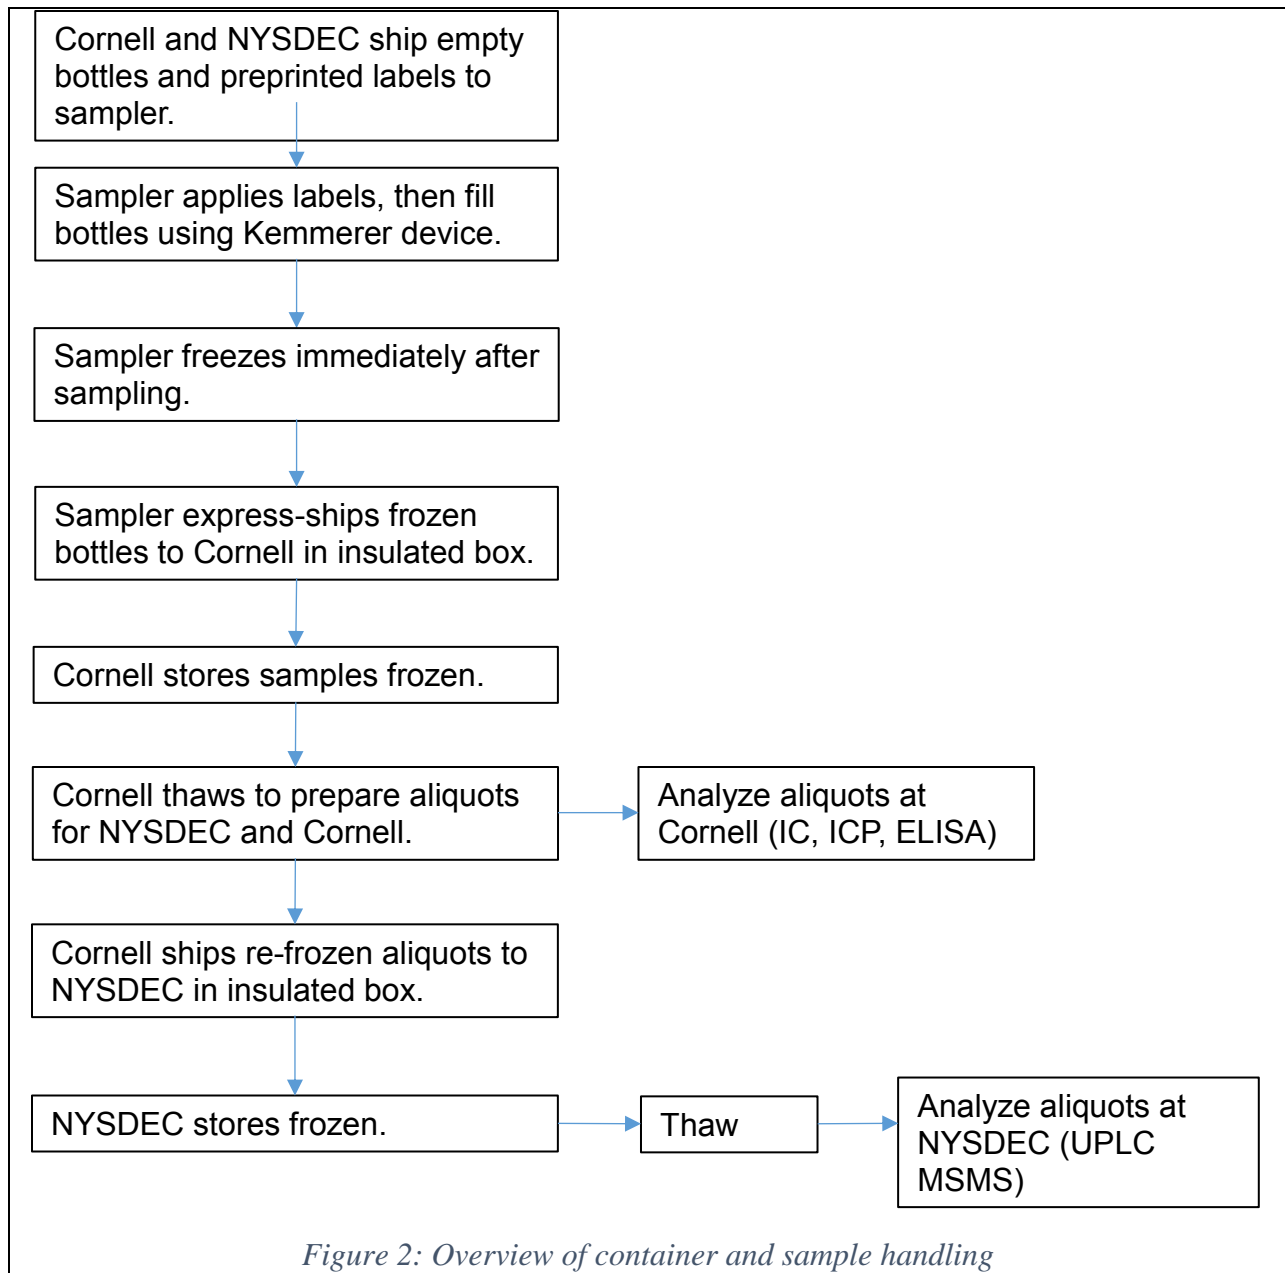 Cornell and NYSDEC ship empty
bottles and preprinted labels to
sampler.
Sampler applies labels, then fill
bottles using Kemmerer device.
Sampler freezes immediately after
sampling.
Sampler express-ships frozen
bottles to Cornell in insulated box.
Cornell stores samples frozen.
Cornell thaws to prepare aliquots
for NYSDEC and Cornell.
Analyze aliquots at
Cornell (IC, ICP, ELISA)
Cornell ships re-frozen aliquots to
NYSDEC in insulated box.
NYSDEC stores frozen.
Thaw
Analyze aliquots at
NYSDEC (UPLC
MSMS)
Figure 2: Overview of container and sample handling